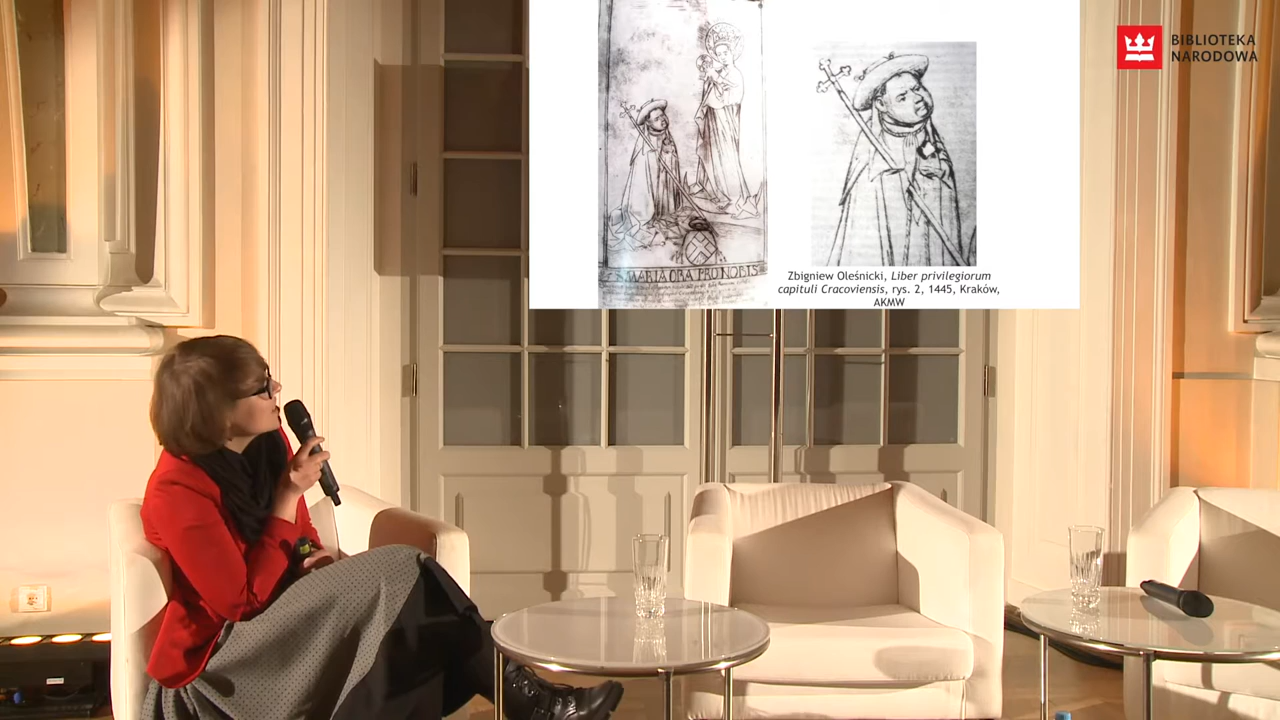 BIBLIOTEKA
NARODOWA
S. MARIA ORA PRO NOBIS
Zbigniew Oleśnicki, Liber privilegiorum
capituli Cracoviensis, rys. 2, 1445, Kraków,
AKMW